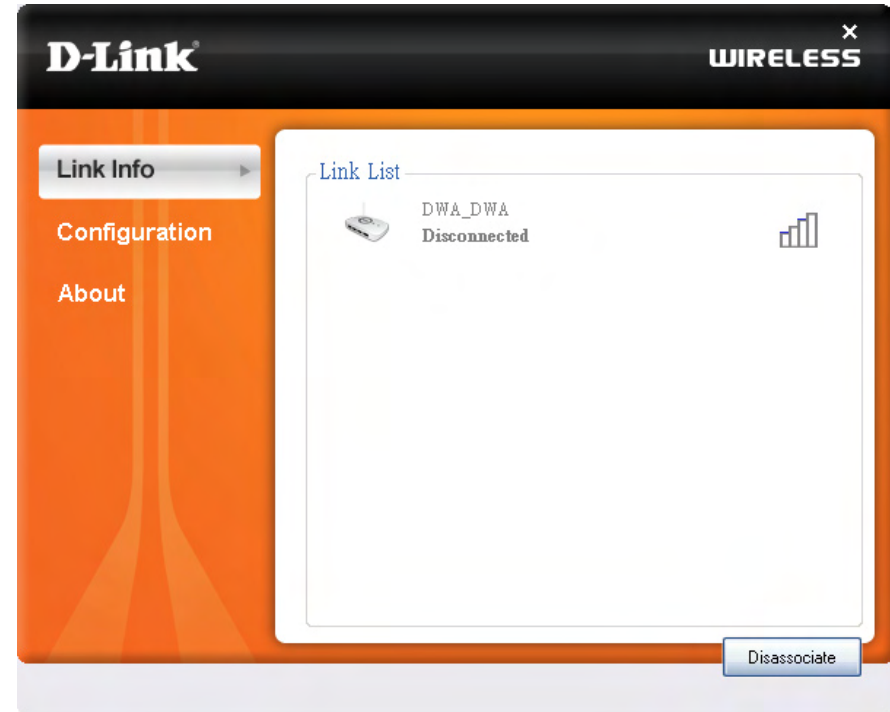 D-Link
WIRELESS
Link Info
Configuration
About
Link List
DWA_DWA
Disconnected
Disassociate